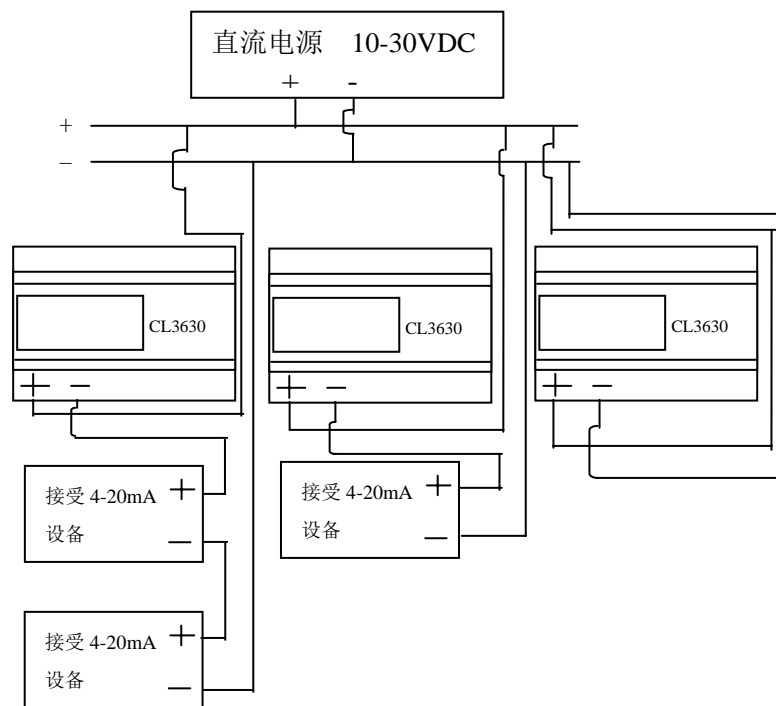 直流电源 10-30VDC
+ -
+
−
CL3630
CL3630
CL3630
+ −
+ −
+ −
接受 4-20mA +
设备 −
接受 4-20mA +
设备 −
接受 4-20mA +
设备 −